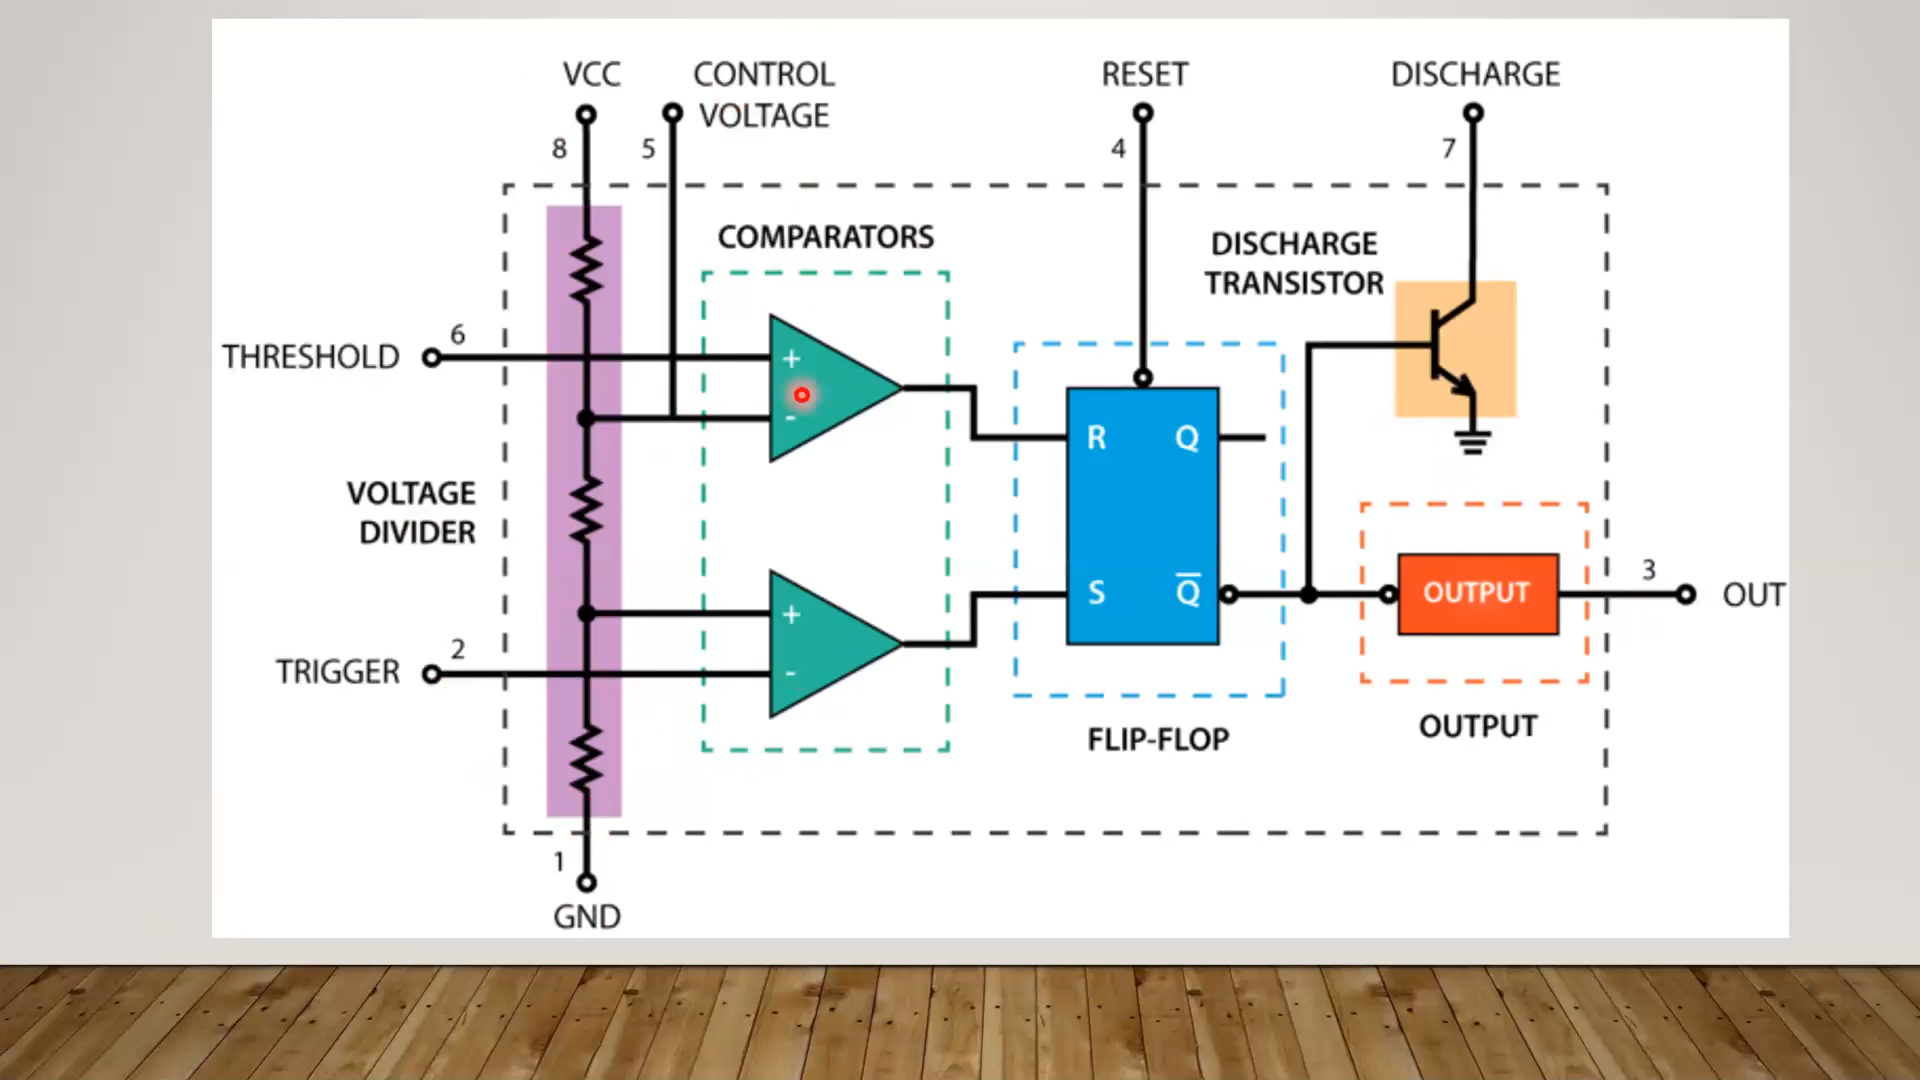 VCC
CONTROL
VOLTAGE
RESET
DISCHARGE
8
5
4
7
COMPARATORS
DISCHARGE
TRANSISTOR
THRESHOLD
6
+
-
R
Q
VOLTAGE
DIVIDER
TRIGGER
2
+
-
S
Q̅
OUTPUT
3
OUT
FLIP-FLOP
OUTPUT
1
GND